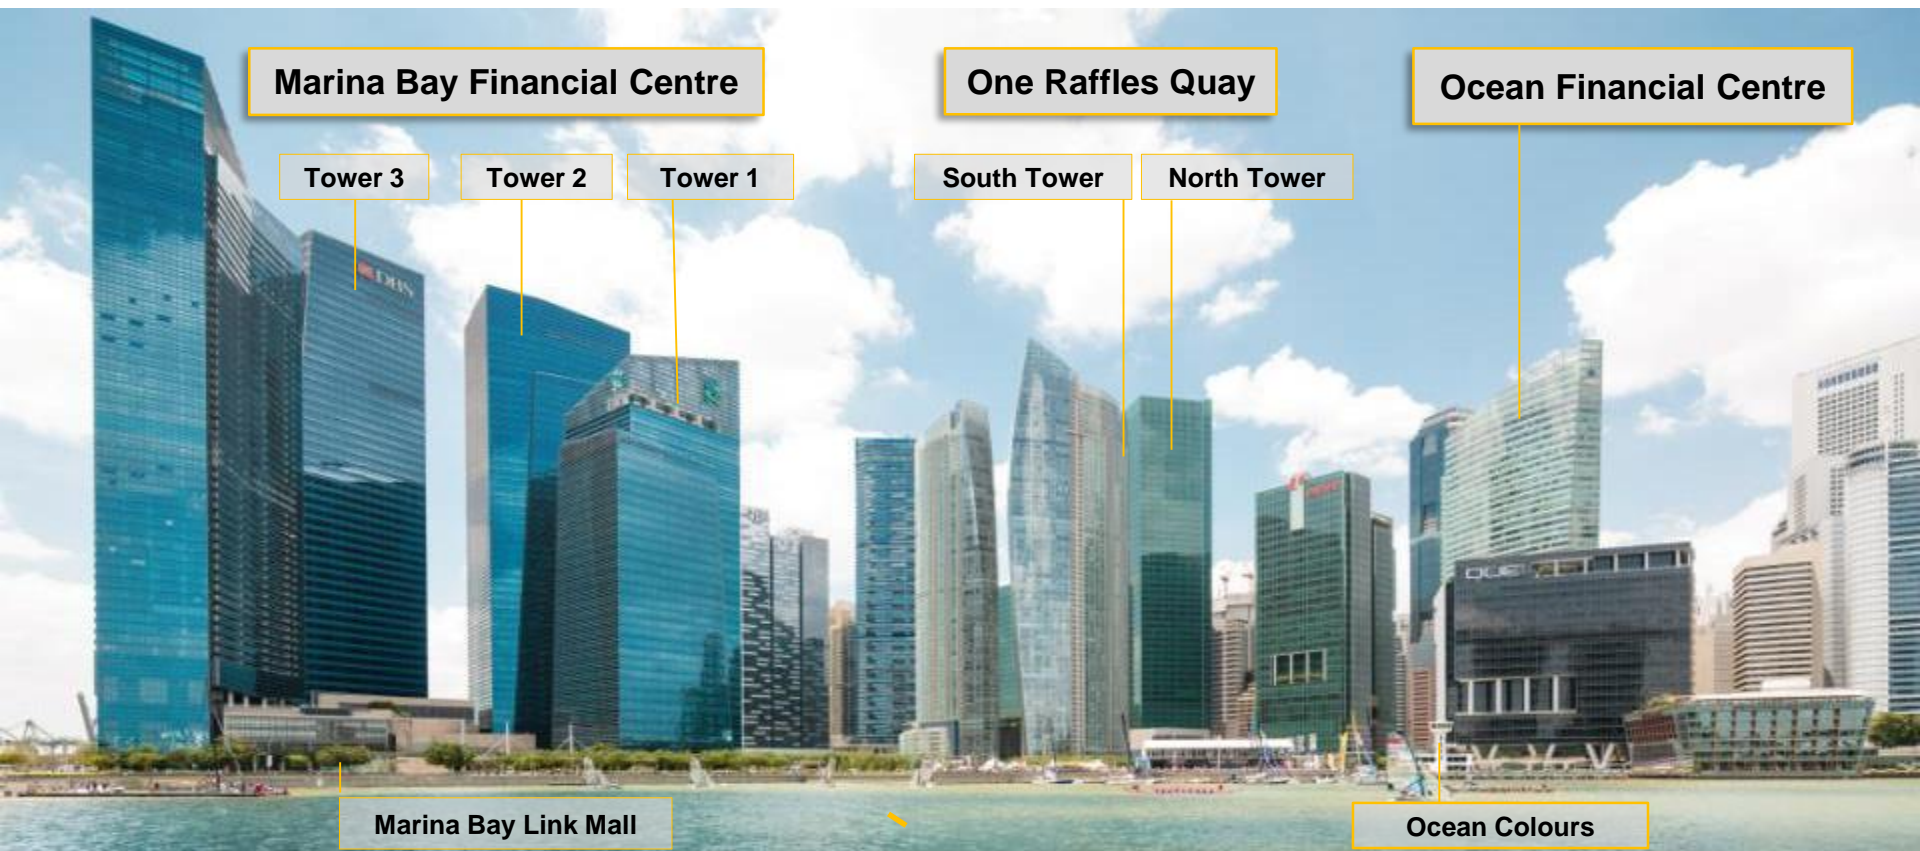 Marina Bay Financial Centre
One Raffles Quay
Ocean Financial Centre
Tower 3
Tower 2
Tower 1
South Tower
North Tower
DBS
OUE
Marina Bay Link Mall
Ocean Colours